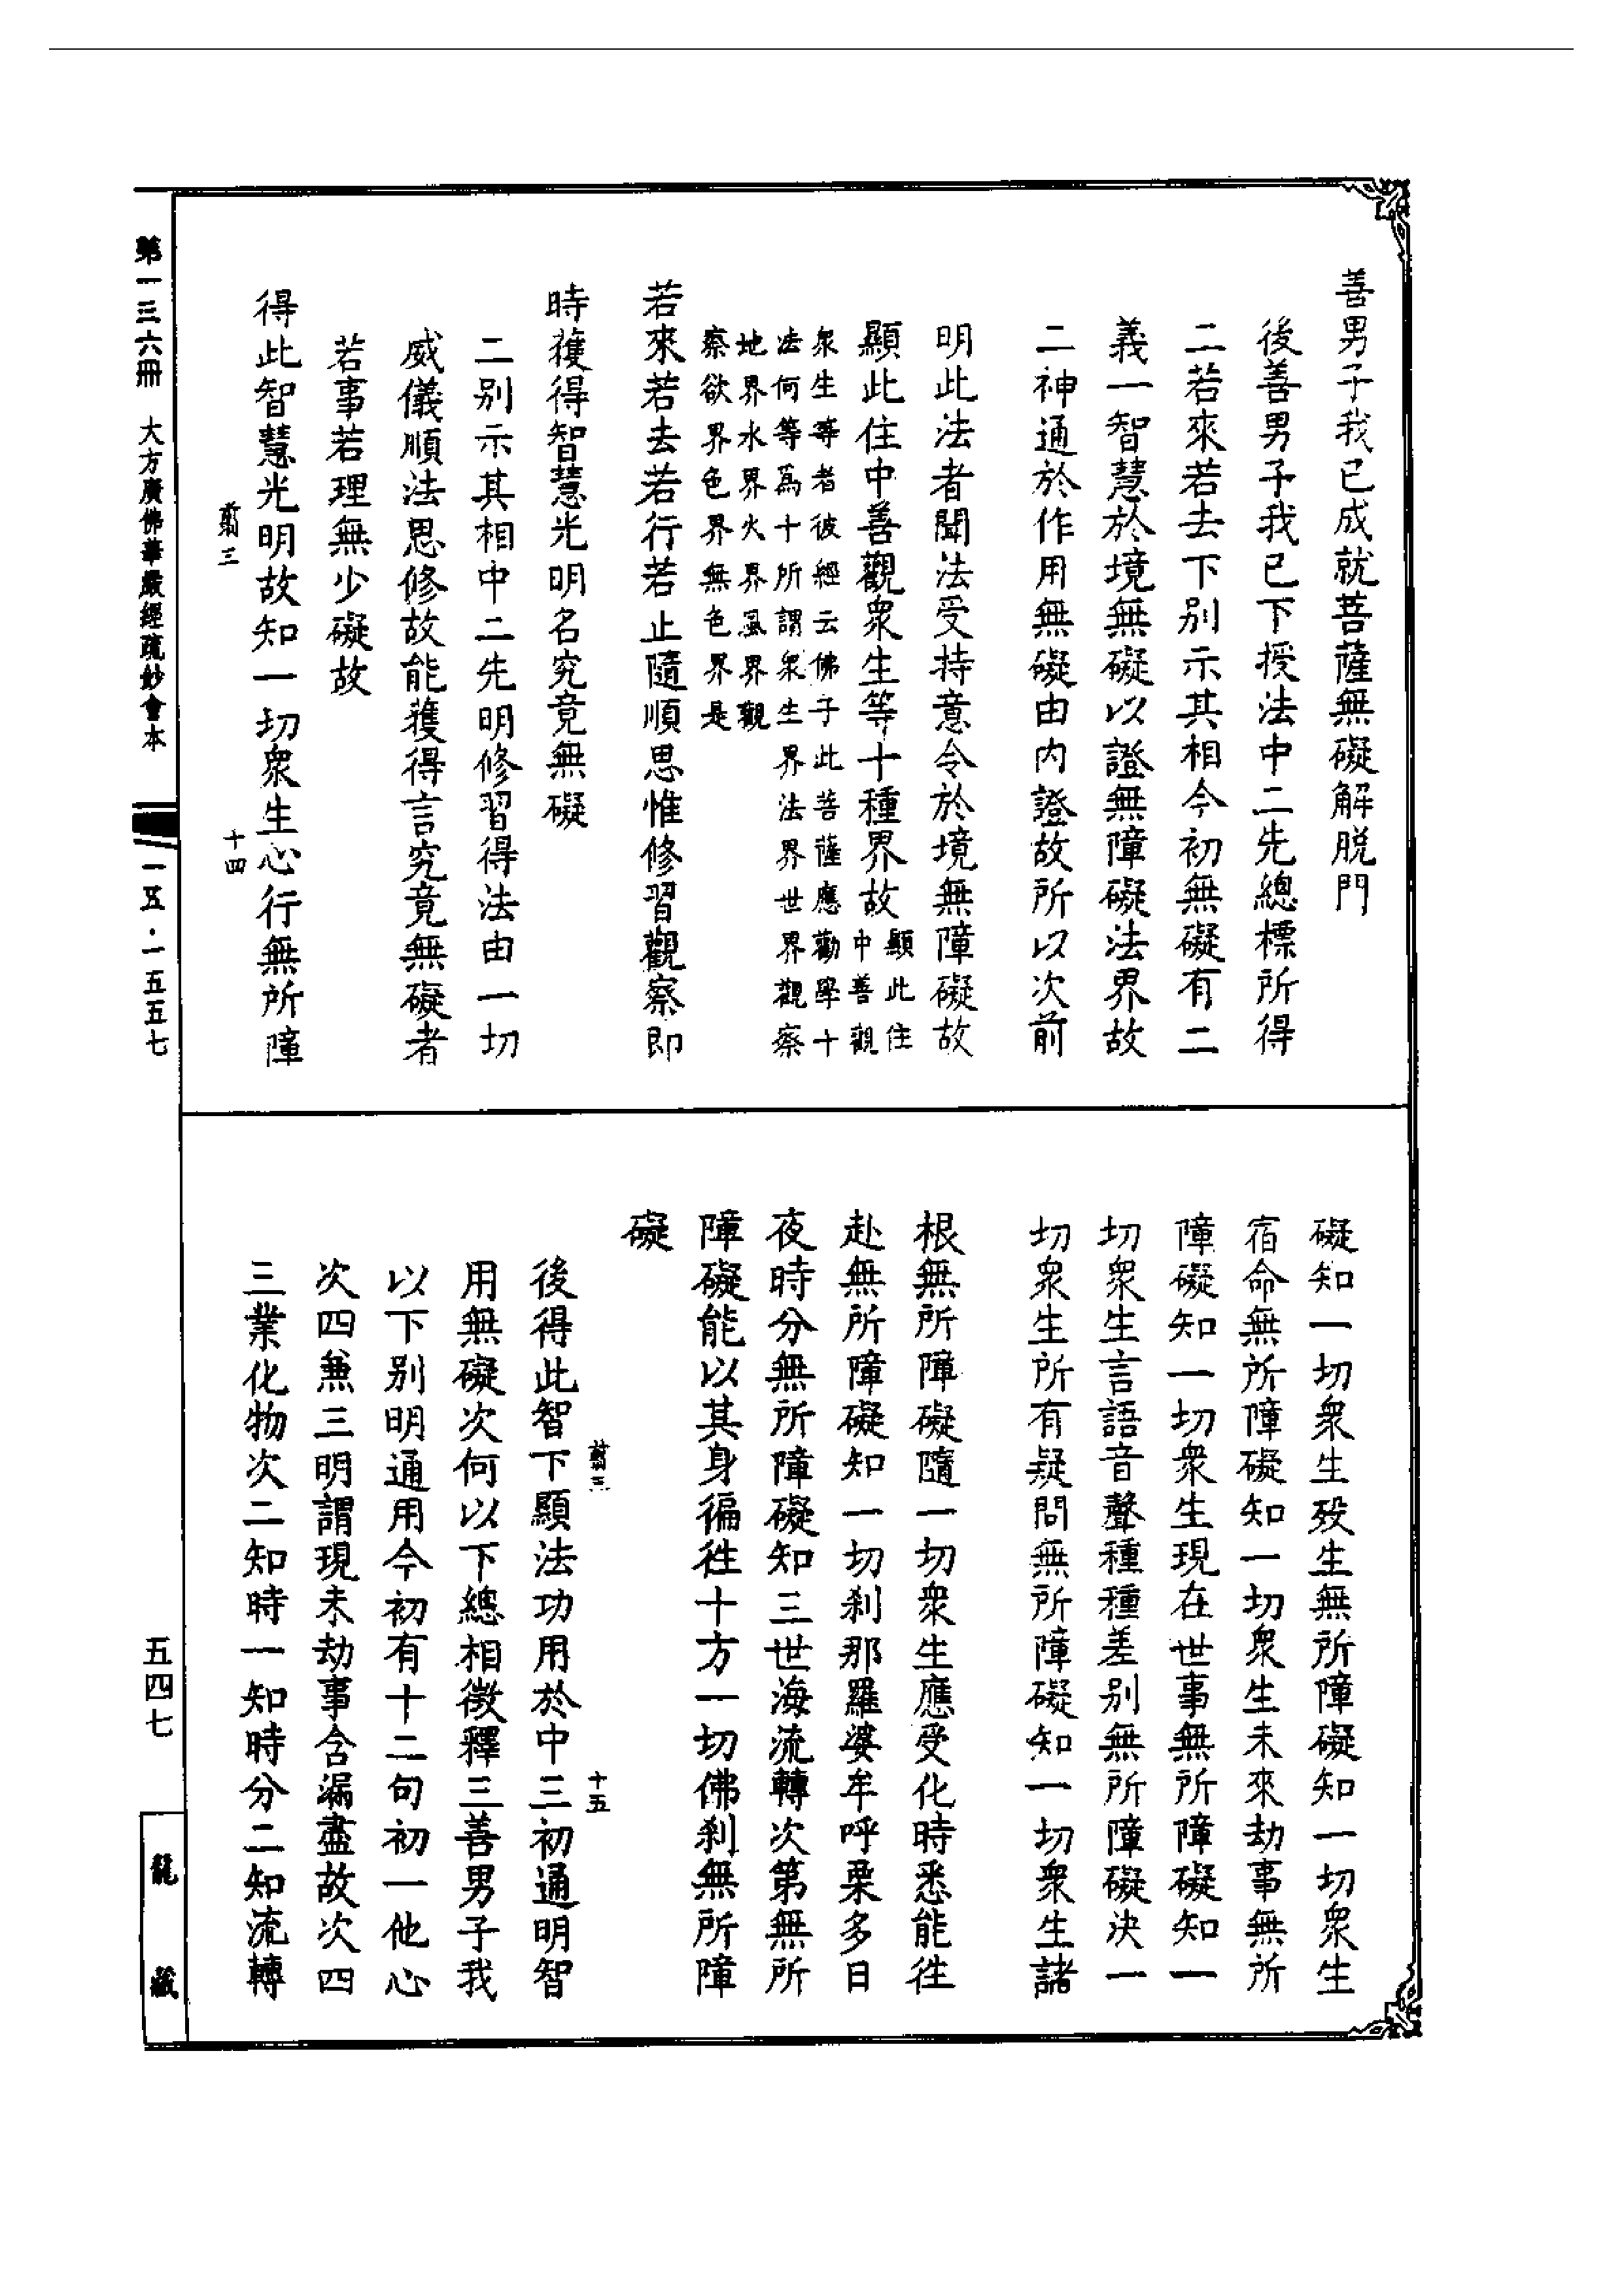 善男子我已成就菩薩無礙解脱門
後善男子我已下授法中二先總標所得
二若來若去下别示其相今初無礙有二
義一智慧於境無礙以證無障礙法界故
二神通於作用無礙由内證故所以次前
明此法者聞法受持意令於境無障礙故
顯此住中善觀衆生等十種界故顯此住
中善觀
衆生等者彼經云佛子此菩薩應勸學十
法何等爲十所謂衆生界法界世界觀察
地界水界火界風界觀
察欲界色界無色界是
若來若去若行若止隨順思惟修習觀察即
時獲得智慧光明名究竟無礙
二别示其相中二先明修習得法由一切
威儀順法思修故能獲得言究竟無礙者
若事若理無少礙故
得此智慧光明故知一切衆生心行無所障
翦三 十四
礙知一切衆生歿生無所障礙知一切衆生
宿命無所障礙知一切衆生未來劫事無所
障礙知一切衆生現在世事無所障礙知一
切衆生言語音聲種種差别無所障礙決一
切衆生所有疑問無所障礙知一切衆生諸
根無所障礙隨一切衆生應受化時悉能徃
赴無所障礙知一切刹那羅婆牟呼栗多日
夜時分無所障礙知三世海流轉次第無所
障礙能以其身徧徃十方一切佛刹無所障
礙
翦三 十五
後得此智下顯法功用於中三初通明智
用無礙次何以下總相徵釋三善男子我
以下别明通用今初有十二句初一他心
次四兼三明謂現未劫事含漏盡故次四
三業化物次二知時一知時分二知流轉
第一三六冊 大方廣佛華嚴經疏鈔會本
一五·一五五七
五四七
龍藏